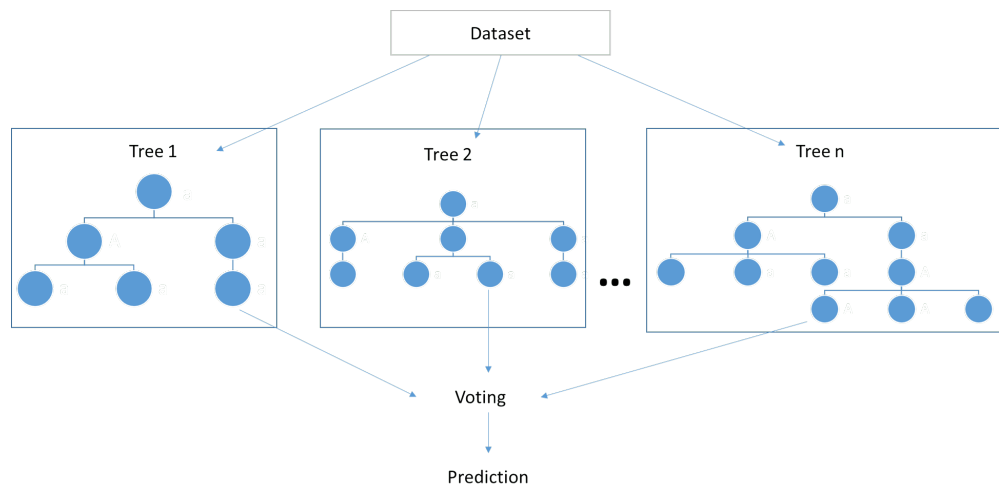 Dataset
Tree 1
Tree 2
Tree n
...
Voting
Prediction